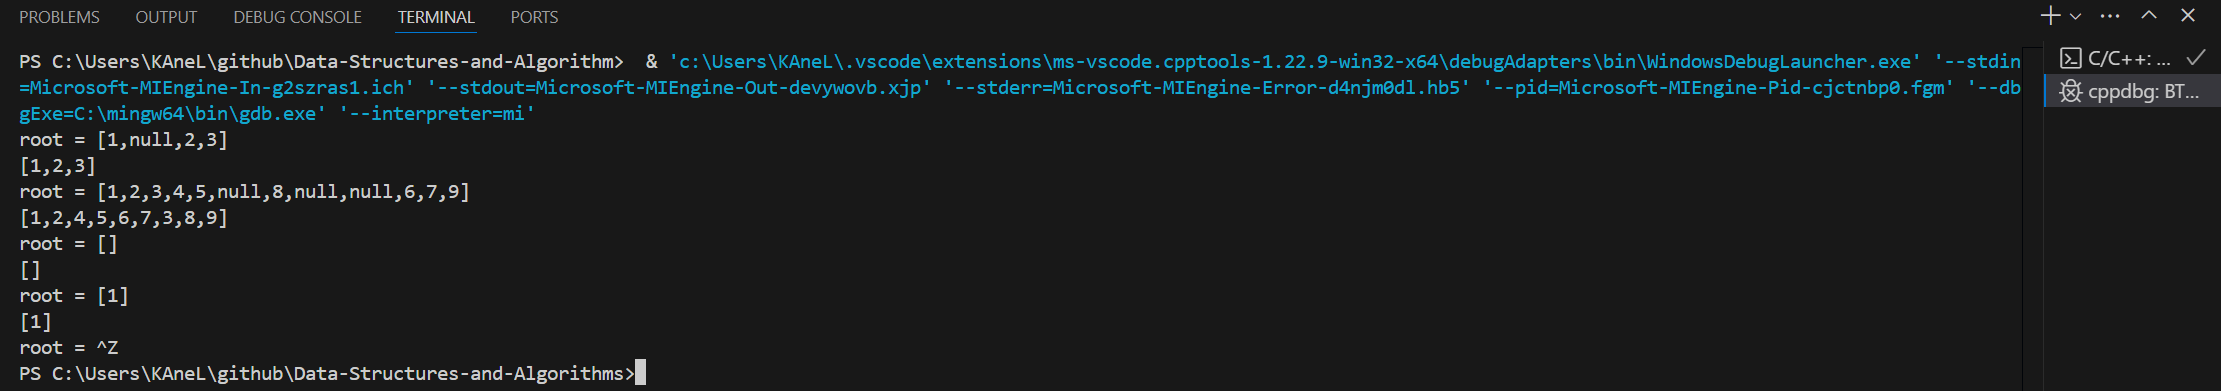 PROBLEMS OUTPUT DEBUG CONSOLE TERMINAL PORTS
PS C:\Users\KAneL\github\Data-Structures-and-Algorithm>  & 'c:\Users\KAneL\.vscode\extensions\ms-vscode.cpptools-1.22.9-win32-x64\debugAdapters\bin\WindowsDebugLauncher.exe' '--stdin
=Microsoft-MIEngine-In-g2szras1.ich' '--stdout=Microsoft-MIEngine-Out-devywovb.xjp' '--stderr=Microsoft-MIEngine-Error-d4njm0dl.hb5' '--pid=Microsoft-MIEngine-Pid-cjctnbp0.fgm' '--db
gExe=C:\mingw64\bin\gdb.exe' '--interpreter=mi'
root = [1,null,2,3]
[1,2,3]
root = [1,2,3,4,5,null,8,null,null,6,7,9]
[1,2,4,5,6,7,3,8,9]
root = []
[]
root = [1]
[1]
root = ^Z
PS C:\Users\KAneL\github\Data-Structures-and-Algorithms>
C/C++: ...
cppdbg: BT...